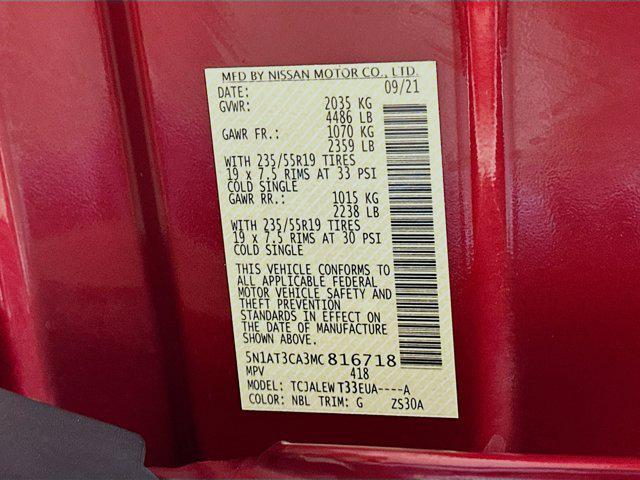 MFD BY NISSAN MOTOR CO., LTD.
DATE: 09/21
GVWR: 2035 KG
4486 LB
GAWR FR.: 1070 KG
2359 LB
WITH 235/55R19 TIRES
19 x 7.5 RIMS AT 33 PSI
COLD SINGLE
GAWR RR.: 1015 KG
2238 LB
WITH 235/55R19 TIRES
19 x 7.5 RIMS AT 30 PSI
COLD SINGLE
THIS VEHICLE CONFORMS TO
ALL APPLICABLE FEDERAL
MOTOR VEHICLE SAFETY AND
THEFT PREVENTION
STANDARDS IN EFFECT ON
THE DATE OF MANUFACTURE
SHOWN ABOVE.
5N1AT3CA3MC816718
MPV 418
MODEL: TCJALEW T33EUA----A
COLOR: NBL TRIM: G ZS30A